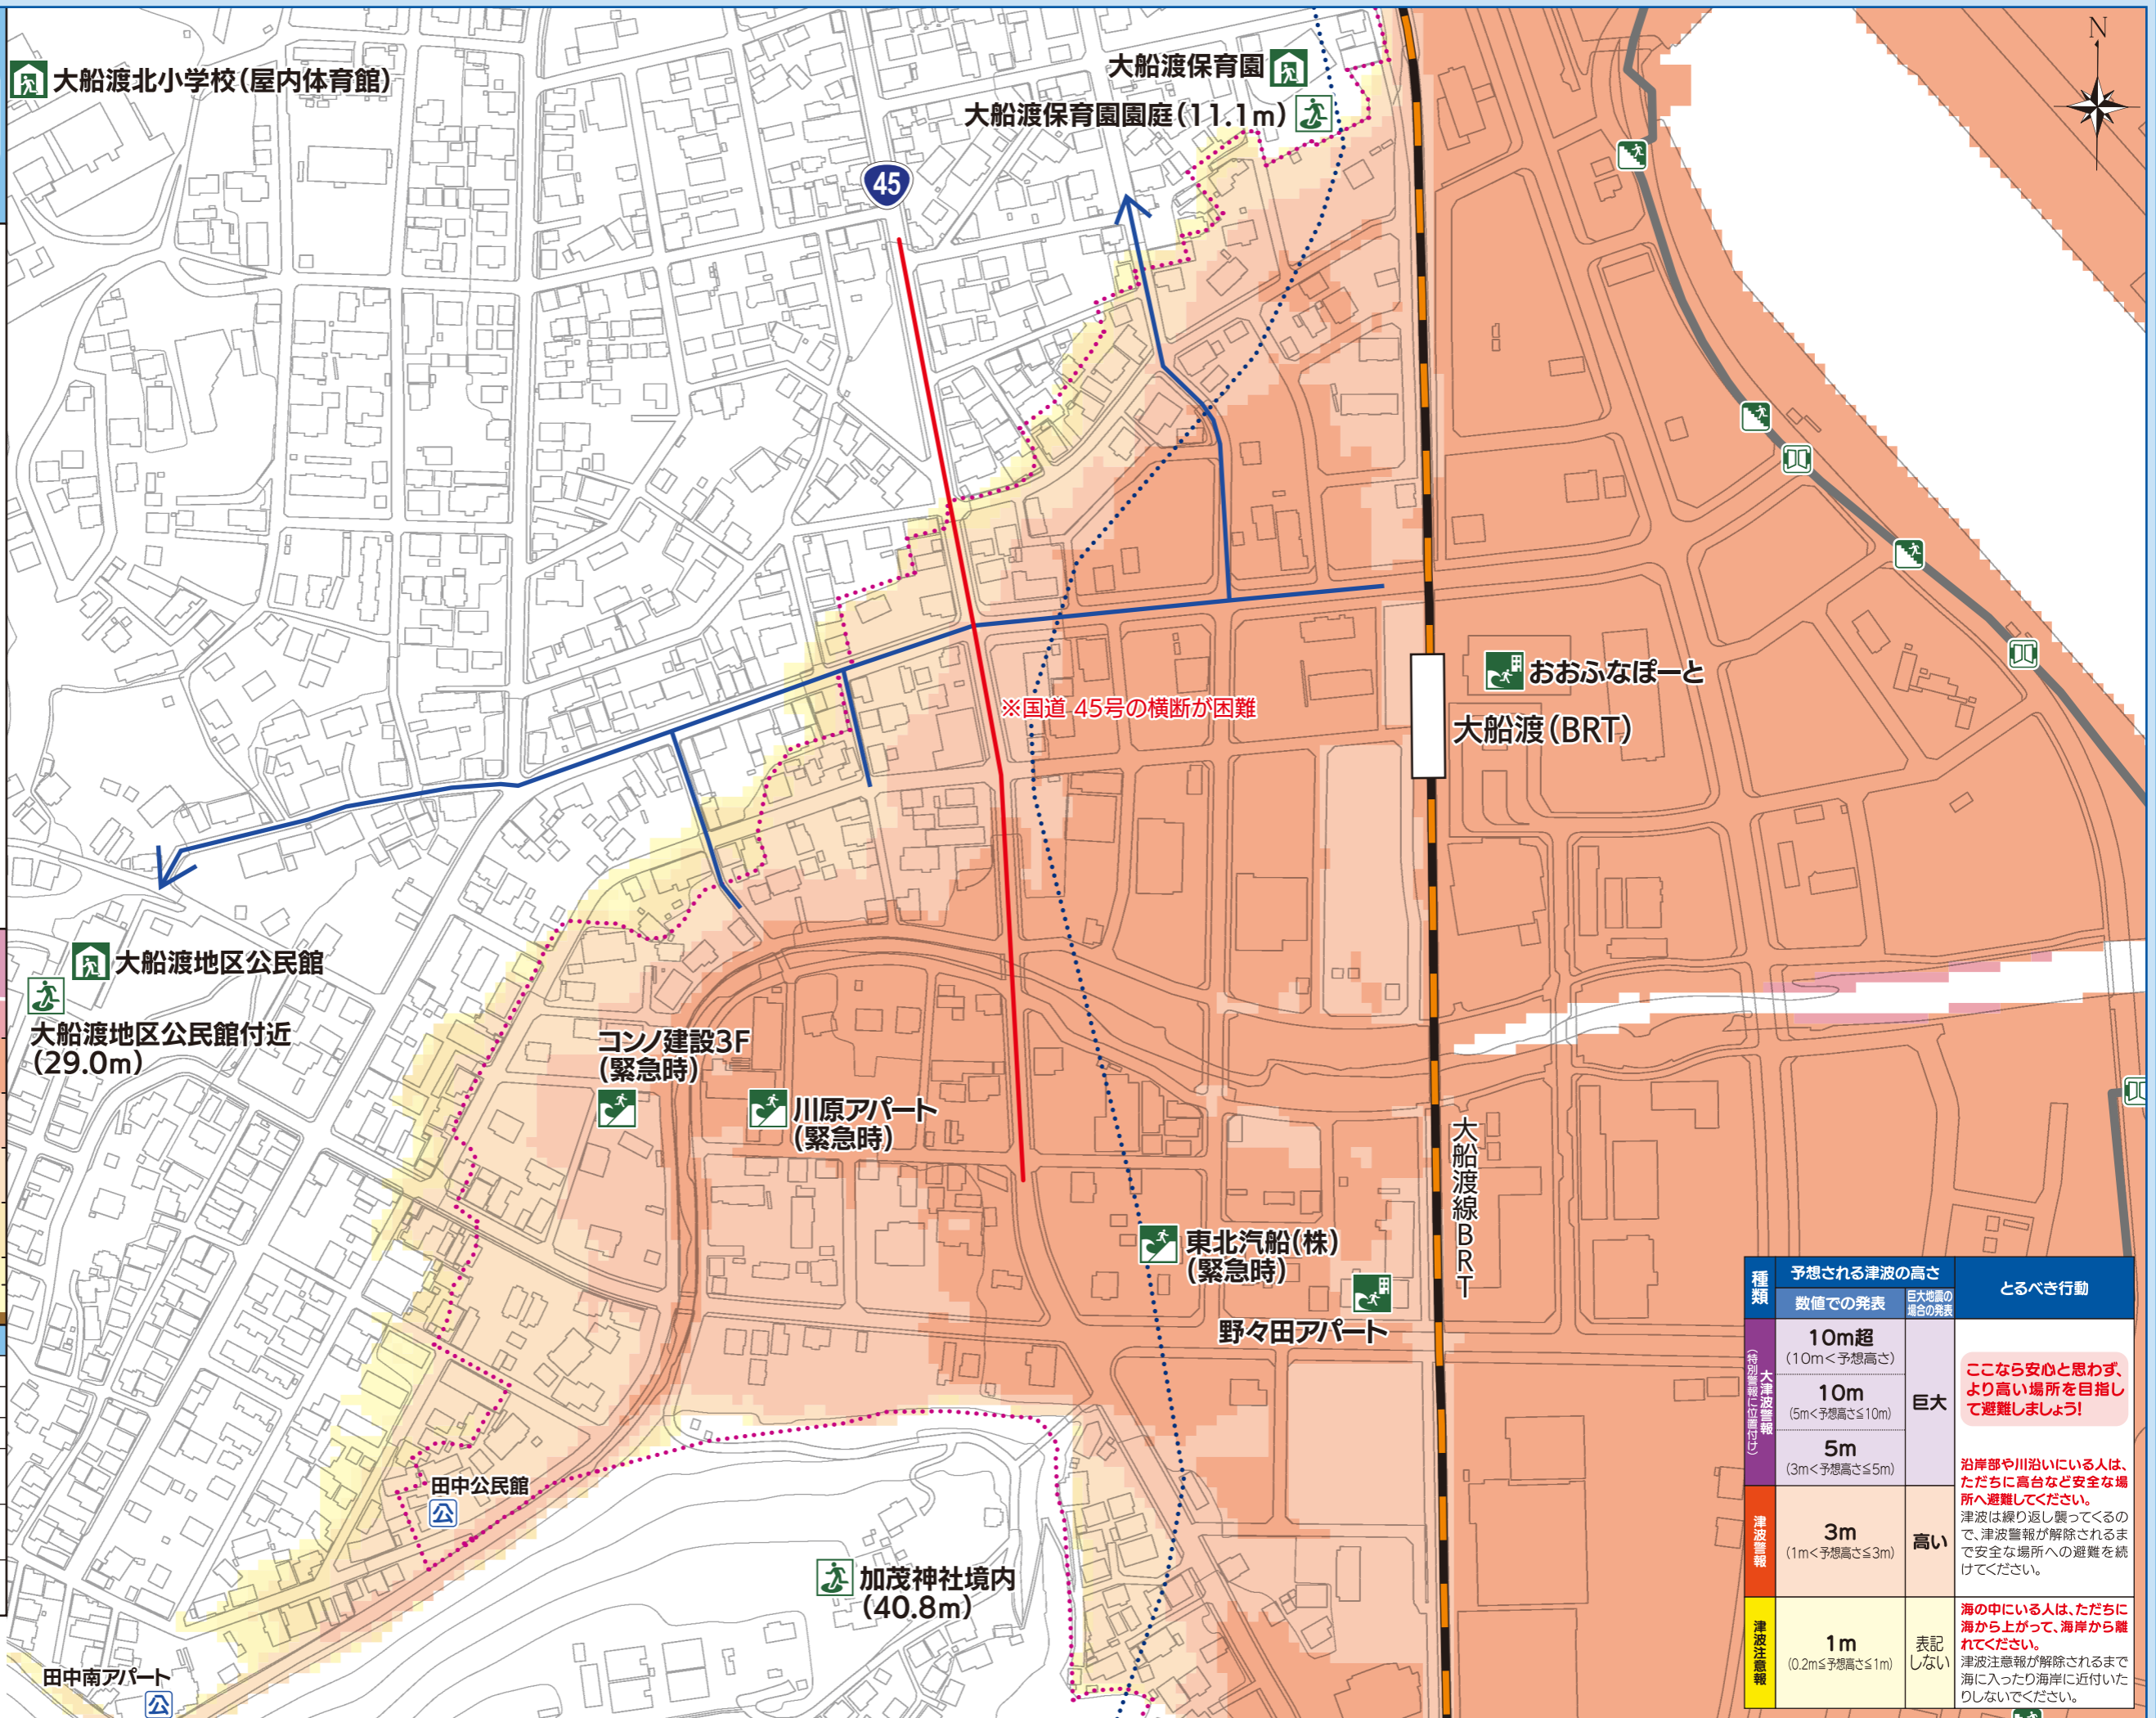 N
大船渡北小学校(屋内体育館)
大船渡保育園
大船渡保育園園庭(11.1m)
45
※国道 45号の横断が困難
おおふなぽーと
大船渡(BRT)
大船渡地区公民館
大船渡地区公民館付近
(29.0m)
コンノ建設3F
(緊急時)
川原アパート
(緊急時)
大船渡線BRT
東北汽船(株)
(緊急時)
野々田アパート
田中公民館
公
加茂神社境内
(40.8m)
田中南アパート
公
種類
予想される津波の高さ
数値での発表
巨大地震の
場合の発表
とるべき行動
大津波警報
(特別警報に位置付け)
10m超
(10m<予想高さ)
10m
(5m<予想高さ≦10m)
5m
(3m<予想高さ≦5m)
巨大
ここなら安心と思わず、
より高い場所を目指し
て避難しましょう!
沿岸部や川沿いにいる人は、
ただちに高台など安全な場
所へ避難してください。
津波は繰り返し襲ってくるの
で、津波警報が解除されるま
で安全な場所への避難を続
けてください。
津波警報
3m
(1m<予想高さ≦3m)
高い
津波注意報
1m
(0.2m≦予想高さ≦1m)
表記
しない
海の中にいる人は、ただちに
海から上がって、海岸から離
れてください。
津波注意報が解除されるまで
海に入ったり海岸に近付いた
りしないでください。